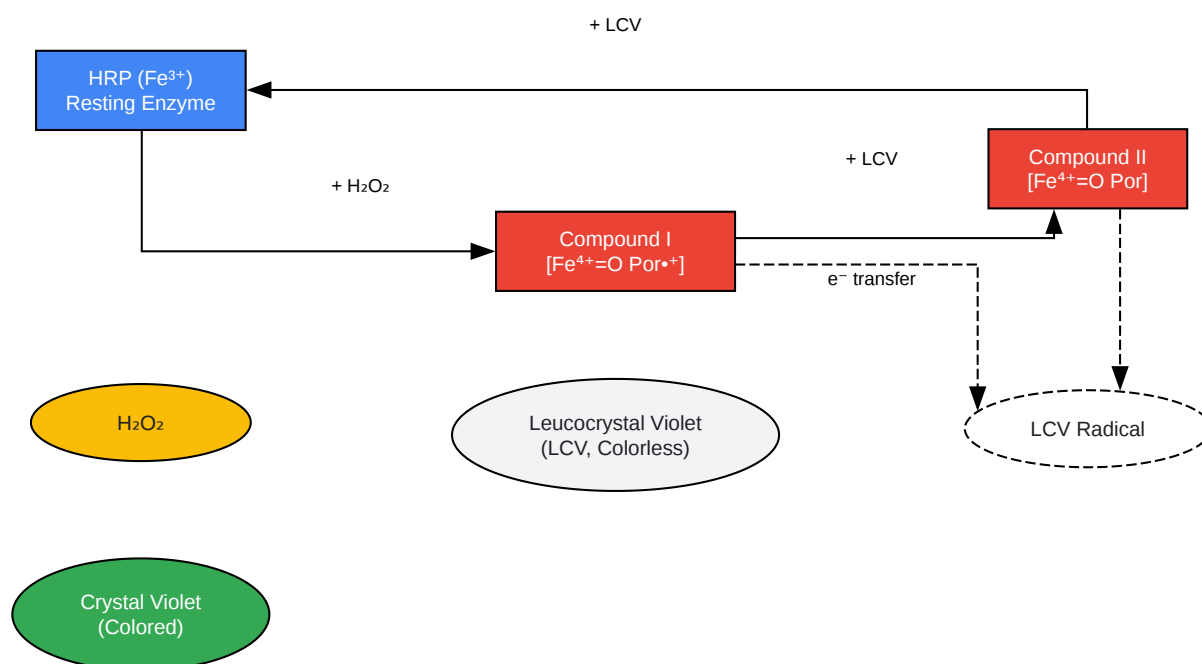 + LCV
HRP (Fe³⁺)
Resting Enzyme
+ LCV
Compound II
[Fe⁴⁺=O Por]
+ H₂O₂
Compound I
[Fe⁴⁺=O Por•⁺]
e⁻ transfer
H₂O₂
Leucocrystal Violet
(LCV, Colorless)
LCV Radical
Crystal Violet
(Colored)